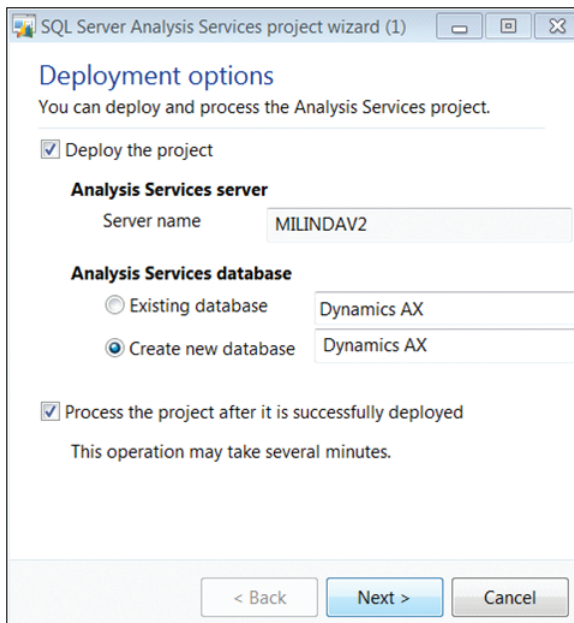 SQL Server Analysis Services project wizard (1)
Deployment options
You can deploy and process the Analysis Services project.
Deploy the project
Analysis Services server
Server name MILINDAV2
Analysis Services database
Existing database Dynamics AX
Create new database Dynamics AX
Process the project after it is successfully deployed
This operation may take several minutes.
< Back Next > Cancel